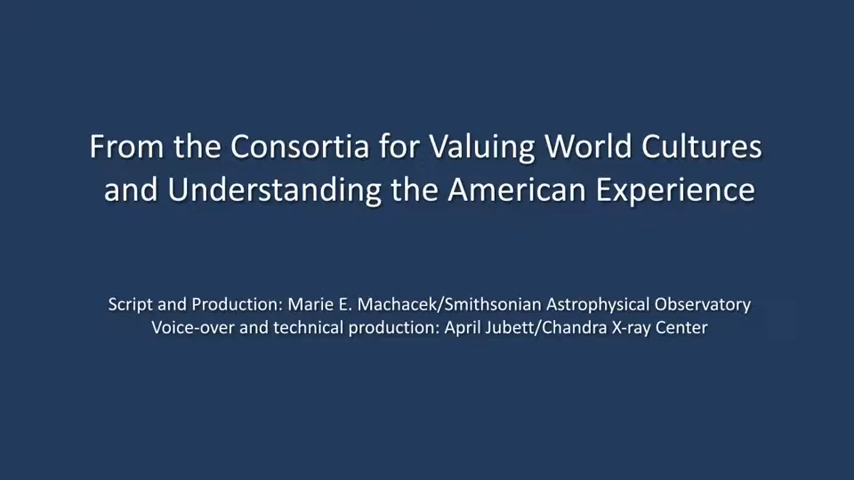 From the Consortia for Valuing World Cultures
and Understanding the American Experience
Script and Production: Marie E. Machacek/Smithsonian Astrophysical Observatory
Voice-over and technical production: April Jubett/Chandra X-ray Center